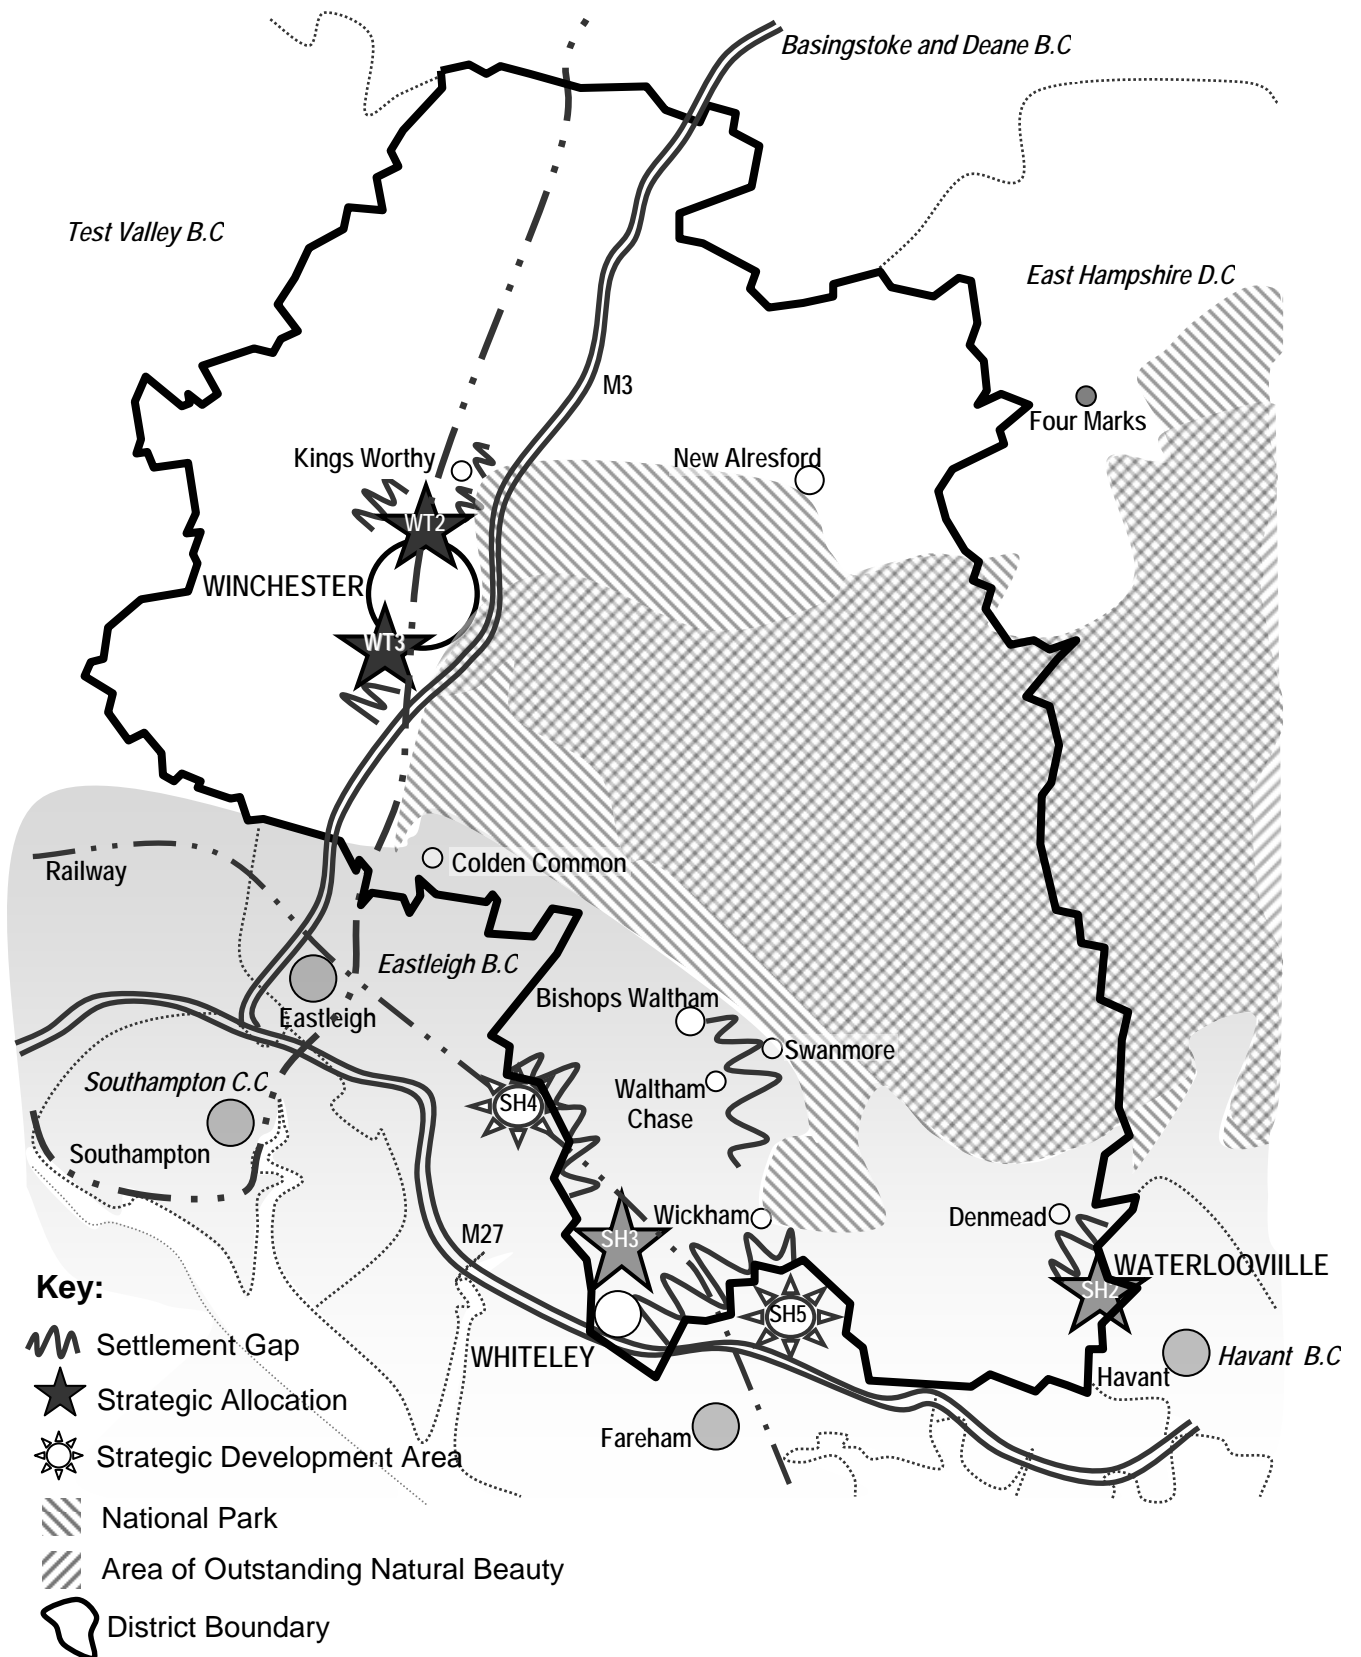 Basingstoke and Deane B.C
Test Valley B.C
East Hampshire D.C
M3
Four Marks
Kings Worthy
New Alresford
WT2
WINCHESTER
WT3
Colden Common
Railway
Eastleigh B.C
Bishops Waltham
Eastleigh
Swanmore
Southampton C.C
Waltham
Chase
SH4
Southampton
Wickham
Denmead
M27
SH3
WATERLOOVIILLE
Key:
SH2
SH5
Settlement Gap
WHITELEY
Havant B.C
Havant
Strategic Allocation
Fareham
Strategic Development Area
National Park
Area of Outstanding Natural Beauty
District Boundary